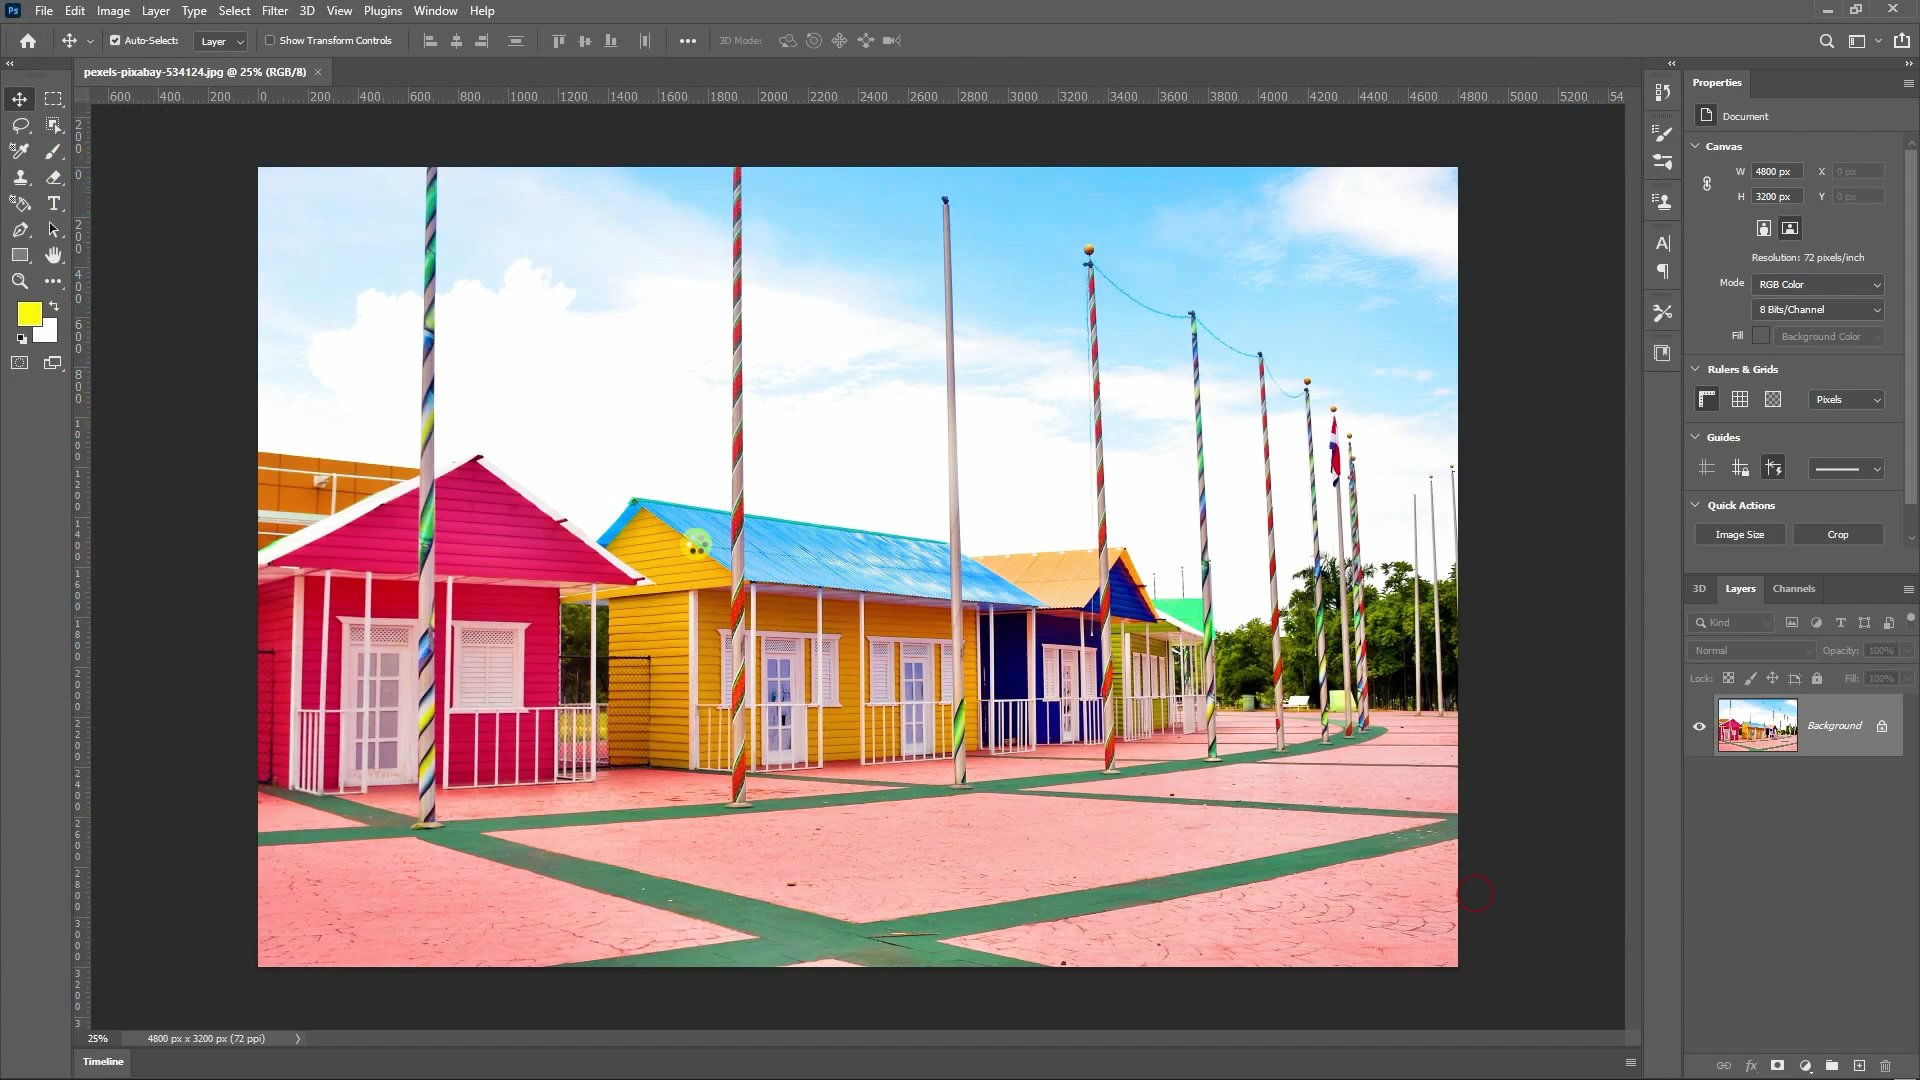 Ps File Edit Image Layer Type Select Filter 3D View Plugins Window Help
Auto-Select: Layer Show Transform Controls 3D Mode:
pexels-pixabay-534124.jpg @ 25% (RGB/8)
600 400 200 0 200 400 600 800 1000 1200 1400 1600 1800 2000 2200 2400 2600 2800 3000 3200 3400 3600 3800 4000 4200 4400 4600 4800 5000 5200 54
Properties
Document
Canvas
W 4800 px X 0 px
H 3200 px Y 0 px
Resolution: 72 pixels/inch
Mode RGB Color
8 Bits/Channel
Fill Background Color
Rulers & Grids
Pixels
Guides
Quick Actions
Image Size Crop
3D Layers Channels
Kind
Normal Opacity: 100%
Lock: Fill: 100%
Background
25% 4800 px x 3200 px (72 ppi)
Timeline